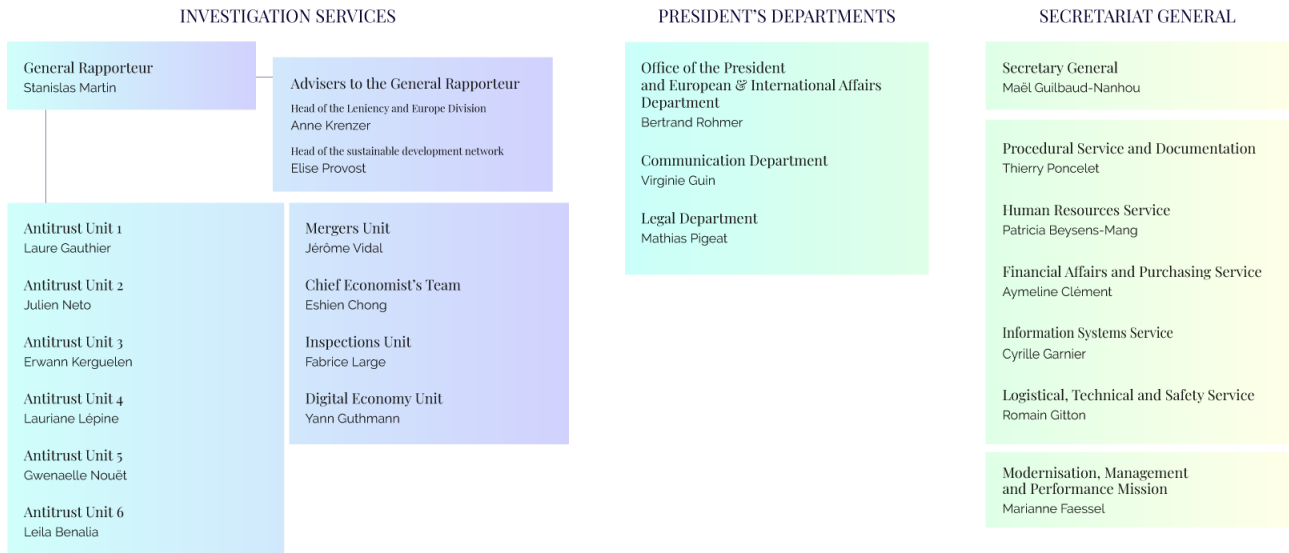 INVESTIGATION SERVICES
General Rapporteur
Stanislas Martin
Advisers to the General Rapporteur
Head of the Leniency and Europe Division
Anne Krenzer
Head of the sustainable development network
Elise Provost
Antitrust Unit 1
Laure Gauthier
Antitrust Unit 2
Julien Neto
Antitrust Unit 3
Erwann Kerguelen
Antitrust Unit 4
Lauriane Lépine
Antitrust Unit 5
Gwenaelle Nouët
Antitrust Unit 6
Leila Benalia
Mergers Unit
Jérôme Vidal
Chief Economist's Team
Eshien Chong
Inspections Unit
Fabrice Large
Digital Economy Unit
Yann Guthmann
PRESIDENT'S DEPARTMENTS
Office of the President
and European & International Affairs
Department
Bertrand Rohmer
Communication Department
Virginie Guin
Legal Department
Mathias Pigeat
SECRETARIAT GENERAL
Secretary General
Maël Guilbaud-Nanhou
Procedural Service and Documentation
Thierry Poncelet
Human Resources Service
Patricia Beysens-Mang
Financial Affairs and Purchasing Service
Aymeline Clément
Information Systems Service
Cyrille Garnier
Logistical, Technical and Safety Service
Romain Gitton
Modernisation, Management
and Performance Mission
Marianne Faessel